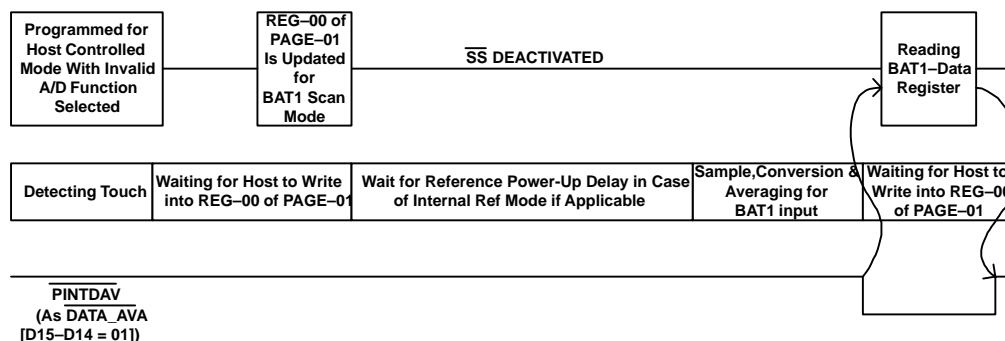 Programmed for
Host Controlled
Mode With Invalid
A/D Function
Selected
REG–00 of
PAGE–01
Is Updated
for
BAT1 Scan
Mode
SS DEACTIVATED
Reading
BAT1–Data
Register
Detecting Touch
Waiting for Host to Write
into REG–00 of PAGE–01
Wait for Reference Power-Up Delay in Case
of Internal Ref Mode if Applicable
Sample,Conversion &
Averaging for
BAT1 input
Waiting for Host to
Write into REG–00
of PAGE–01
PINTDAV
(As DATA_AVA
[D15–D14 = 01])